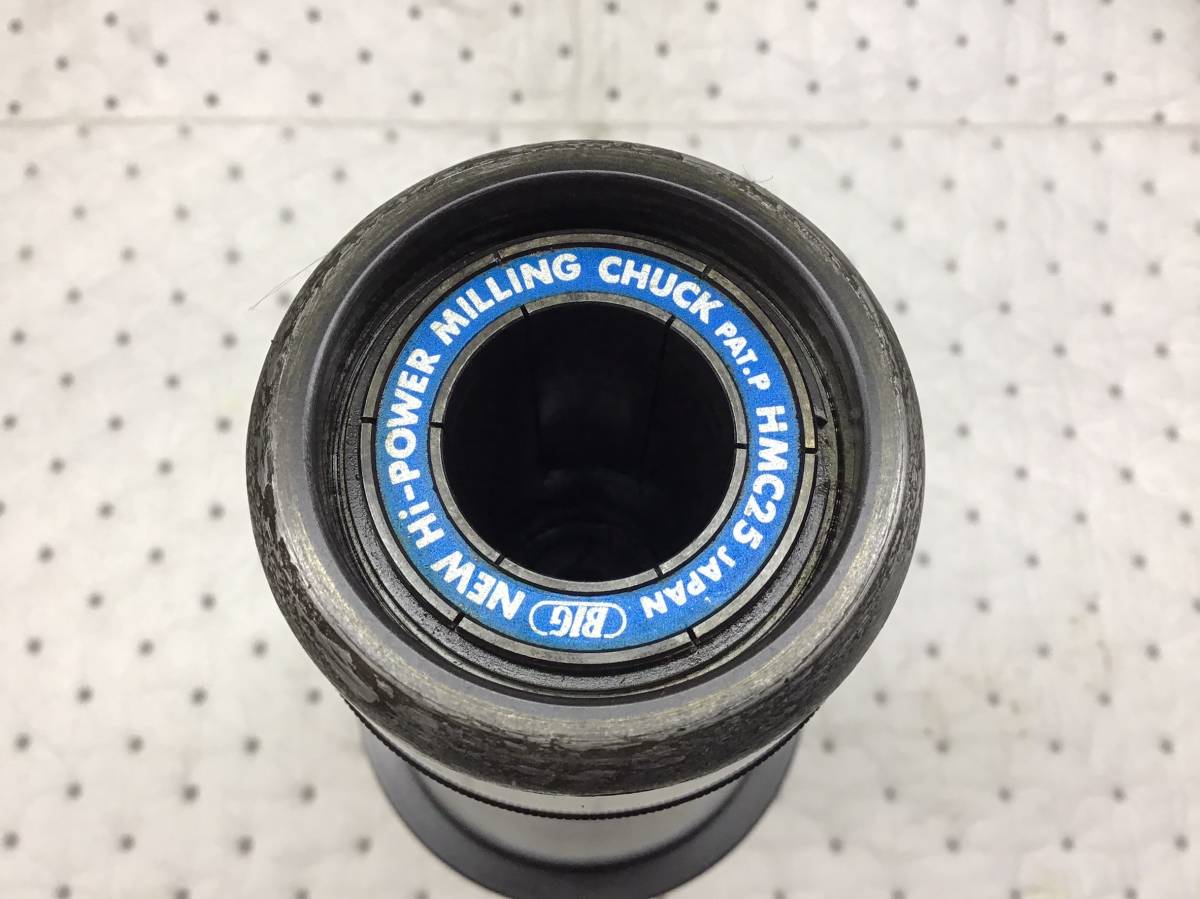 NEW Hi-POWER MILLING CHUCK PAT.P HMC25 JAPAN
BIG